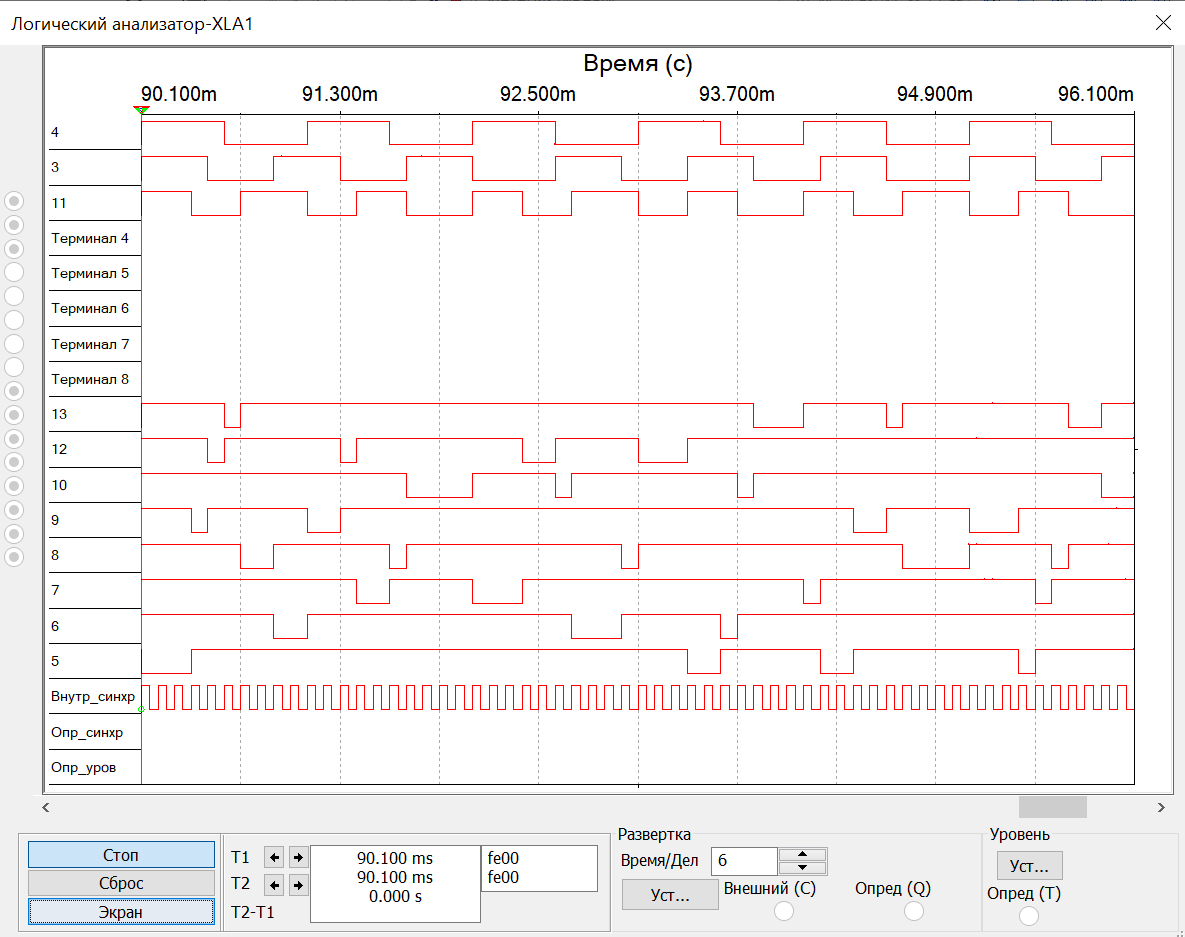 Логический анализатор-XLA1
Время (с)
90.100m 91.300m 92.500m 93.700m 94.900m 96.100m
4
3
11
Терминал 4
Терминал 5
Терминал 6
Терминал 7
Терминал 8
13
12
10
9
8
7
6
5
Внутр_синхр
Опр_синхр
Опр_уров
Стоп
Сброс
Экран
T1
T2
T2-T1
90.100 ms
90.100 ms
0.000 s
fe00
fe00
Развертка
Время/Дел 6
Уст...
Внешний (С)
Опред (Q)
Уровень
Уст...
Опред (Т)